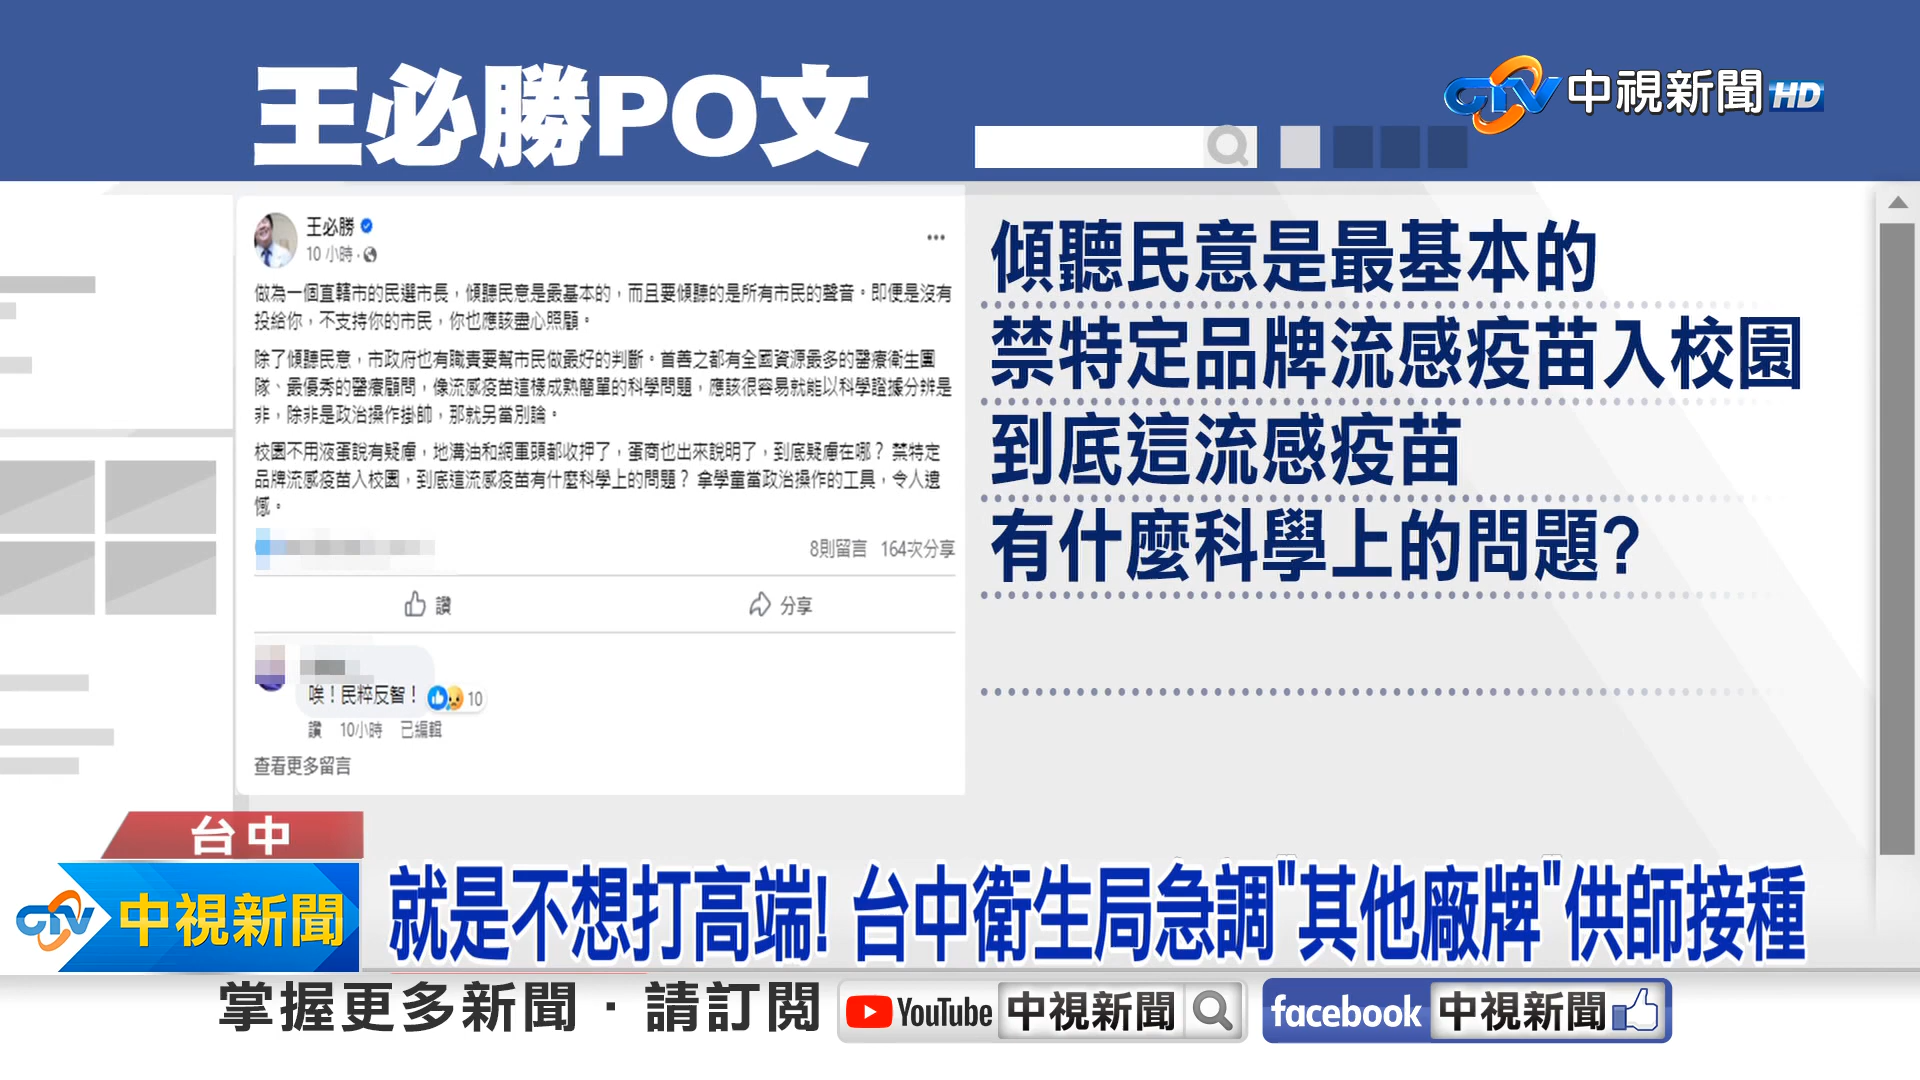 王必勝PO文
CTV 中視新聞 HD
王必勝
10 小時 ·
做為一個直轄市的民選市長，傾聽民意是最基本的，而且要傾聽的是所有市民的聲音。即便是沒有
投給你，不支持你的市民，你也應該盡心照顧。
除了傾聽民意，市政府也有職責要幫市民做最好的判斷。首善之都有全國資源最多的醫療衛生團
隊、最優秀的醫療顧問，像流感疫苗這樣成熟簡單的科學問題，應該很容易就能以科學證據分辨是
非，除非是政治操作掛帥，那就另當別論。
校園不用液蛋說有疑慮，地溝油和網軍頭都收押了，蛋商也出來說明了，到底疑慮在哪？ 禁特定
品牌流感疫苗入校園，到底這流感疫苗有什麼科學上的問題？ 拿學童當政治操作的工具，令人遺
憾。
8則留言 164次分享
讚 分享
唉！民粹反智！ 10
讚 10小時 已編輯
查看更多留言
傾聽民意是最基本的
禁特定品牌流感疫苗入校園
到底這流感疫苗
有什麼科學上的問題?
台中
CTV 中視新聞
就是不想打高端! 台中衛生局急調"其他廠牌"供師接種
掌握更多新聞·請訂閱 YouTube 中視新聞 facebook 中視新聞